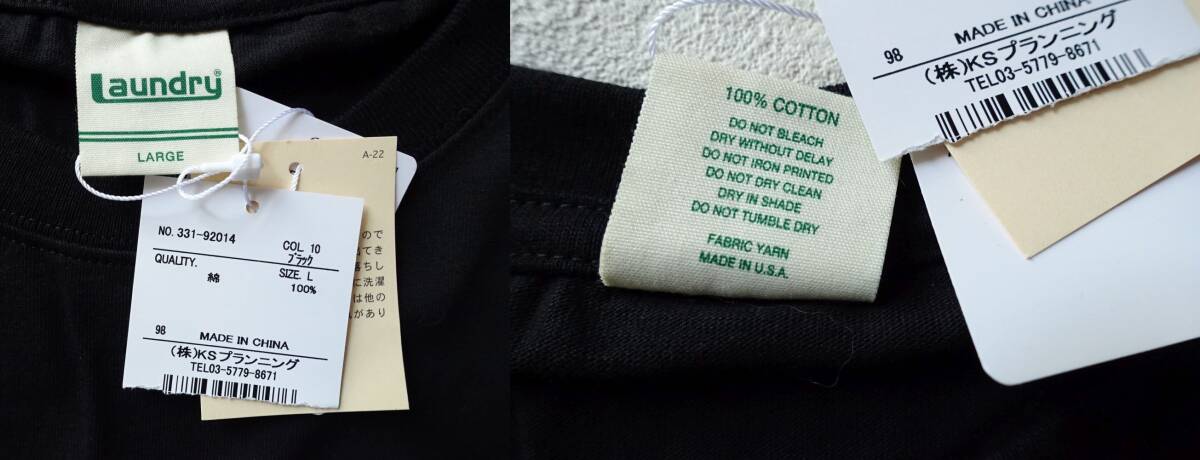 Laundry®
LARGE
A-22
NO. 331-92014
COL 10
ブラック
QUALITY.
SIZE. L
綿
100%
98
MADE IN CHINA
(株)KSプランニング
TEL03-5779-8671
ので
てき
落ちし
に洗濯
は他の
があり
100% COTTON
DO NOT BLEACH
DRY WITHOUT DELAY
DO NOT IRON PRINTED
DO NOT DRY CLEAN
DRY IN SHADE
DO NOT TUMBLE DRY
FABRIC YARN
MADE IN U.S.A.
98
MADE IN CHINA
(株)KSプランニング
TEL03-5779-8671